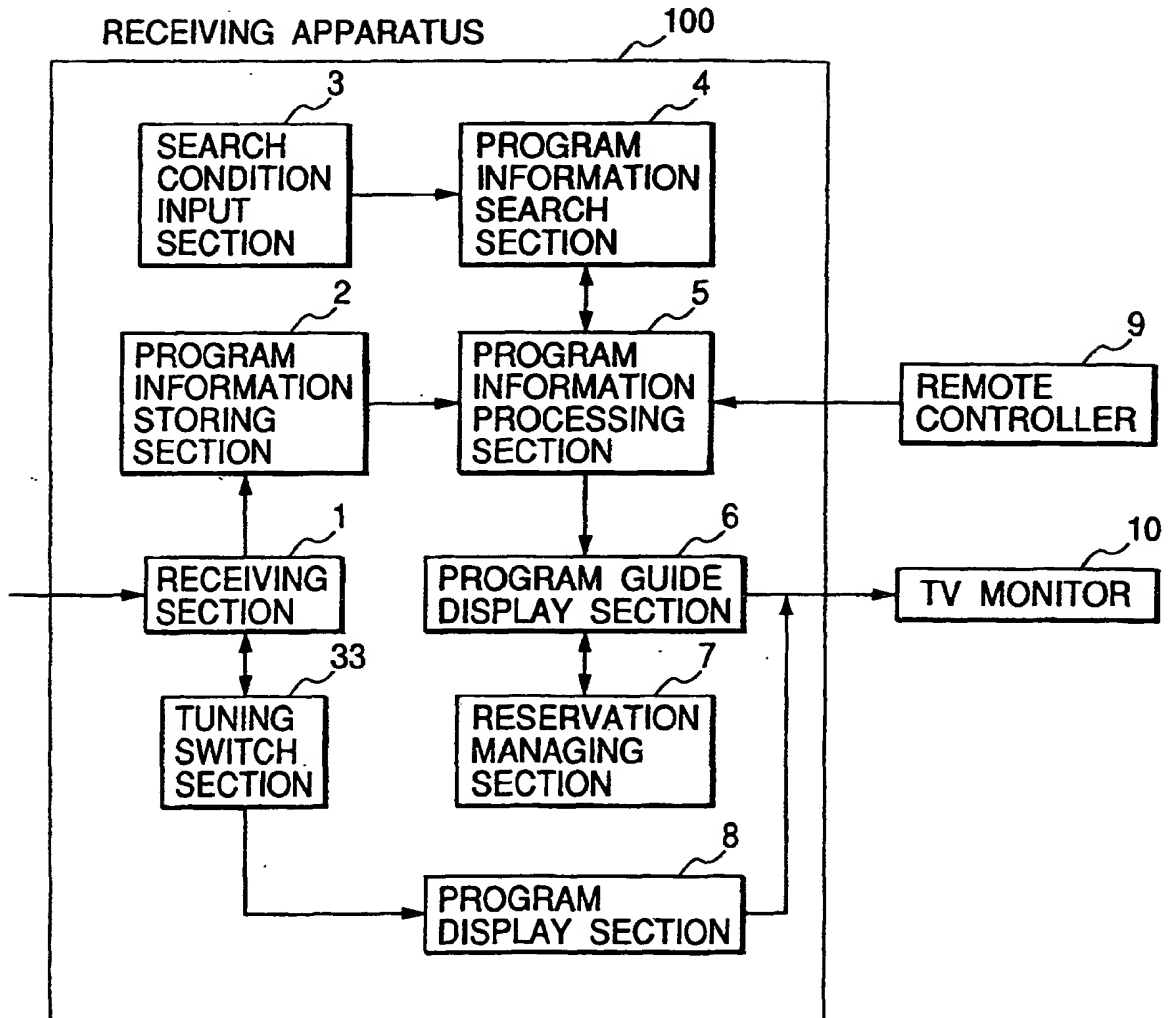 RECEIVING APPARATUS
100
3
SEARCH
CONDITION
INPUT
SECTION
4
PROGRAM
INFORMATION
SEARCH
SECTION
2
PROGRAM
INFORMATION
STORING
SECTION
5
PROGRAM
INFORMATION
PROCESSING
SECTION
9
REMOTE
CONTROLLER
1
RECEIVING
SECTION
6
PROGRAM GUIDE
DISPLAY SECTION
10
TV MONITOR
33
TUNING
SWITCH
SECTION
7
RESERVATION
MANAGING
SECTION
8
PROGRAM
DISPLAY SECTION